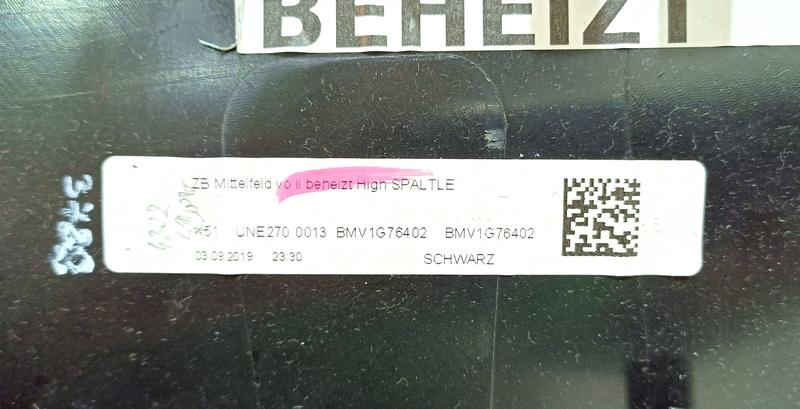 BEHEIZT
ZB Mittelfeld vo li beheizt High SPALTLE
K51 UNE270 0013 BMV1G76402 BMV1G76402
03.09.2019 23:30 SCHWARZ